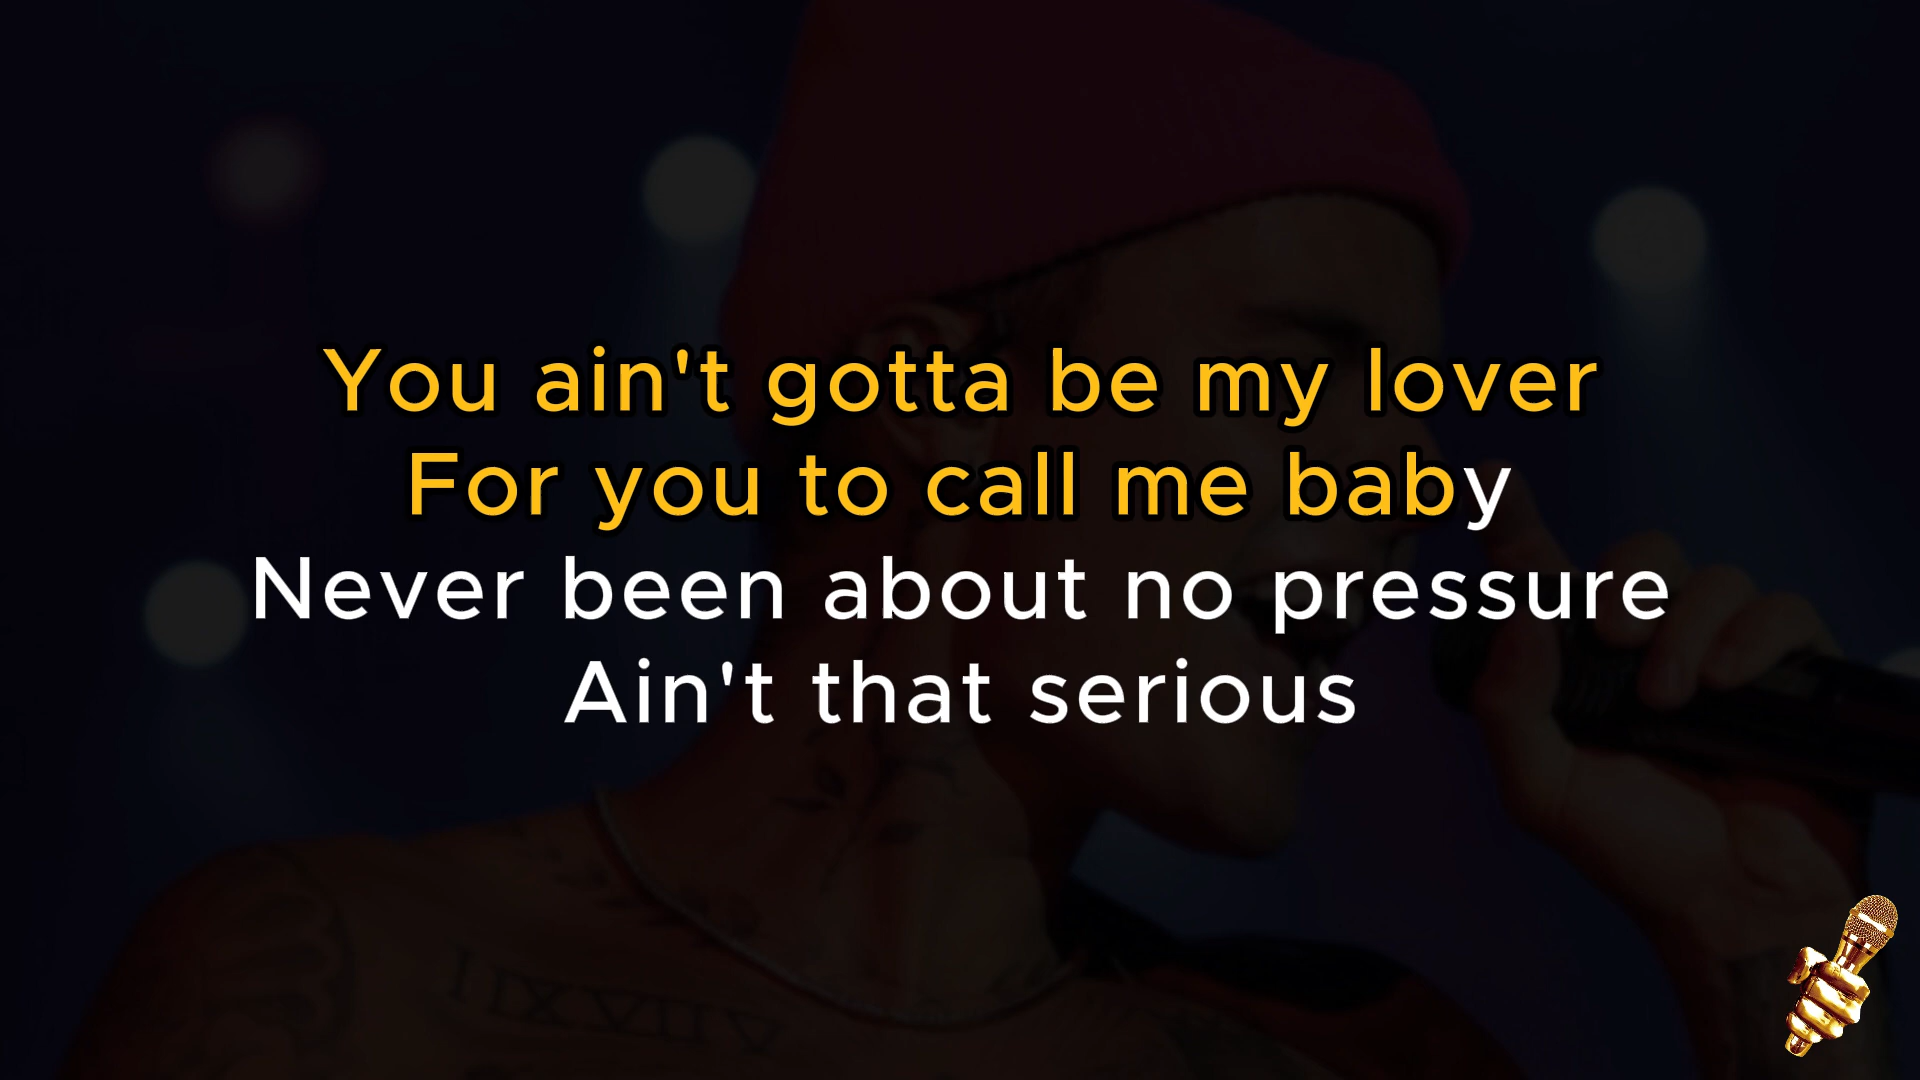 You ain't gotta be my lover
For you to call me baby
Never been about no pressure
Ain't that serious